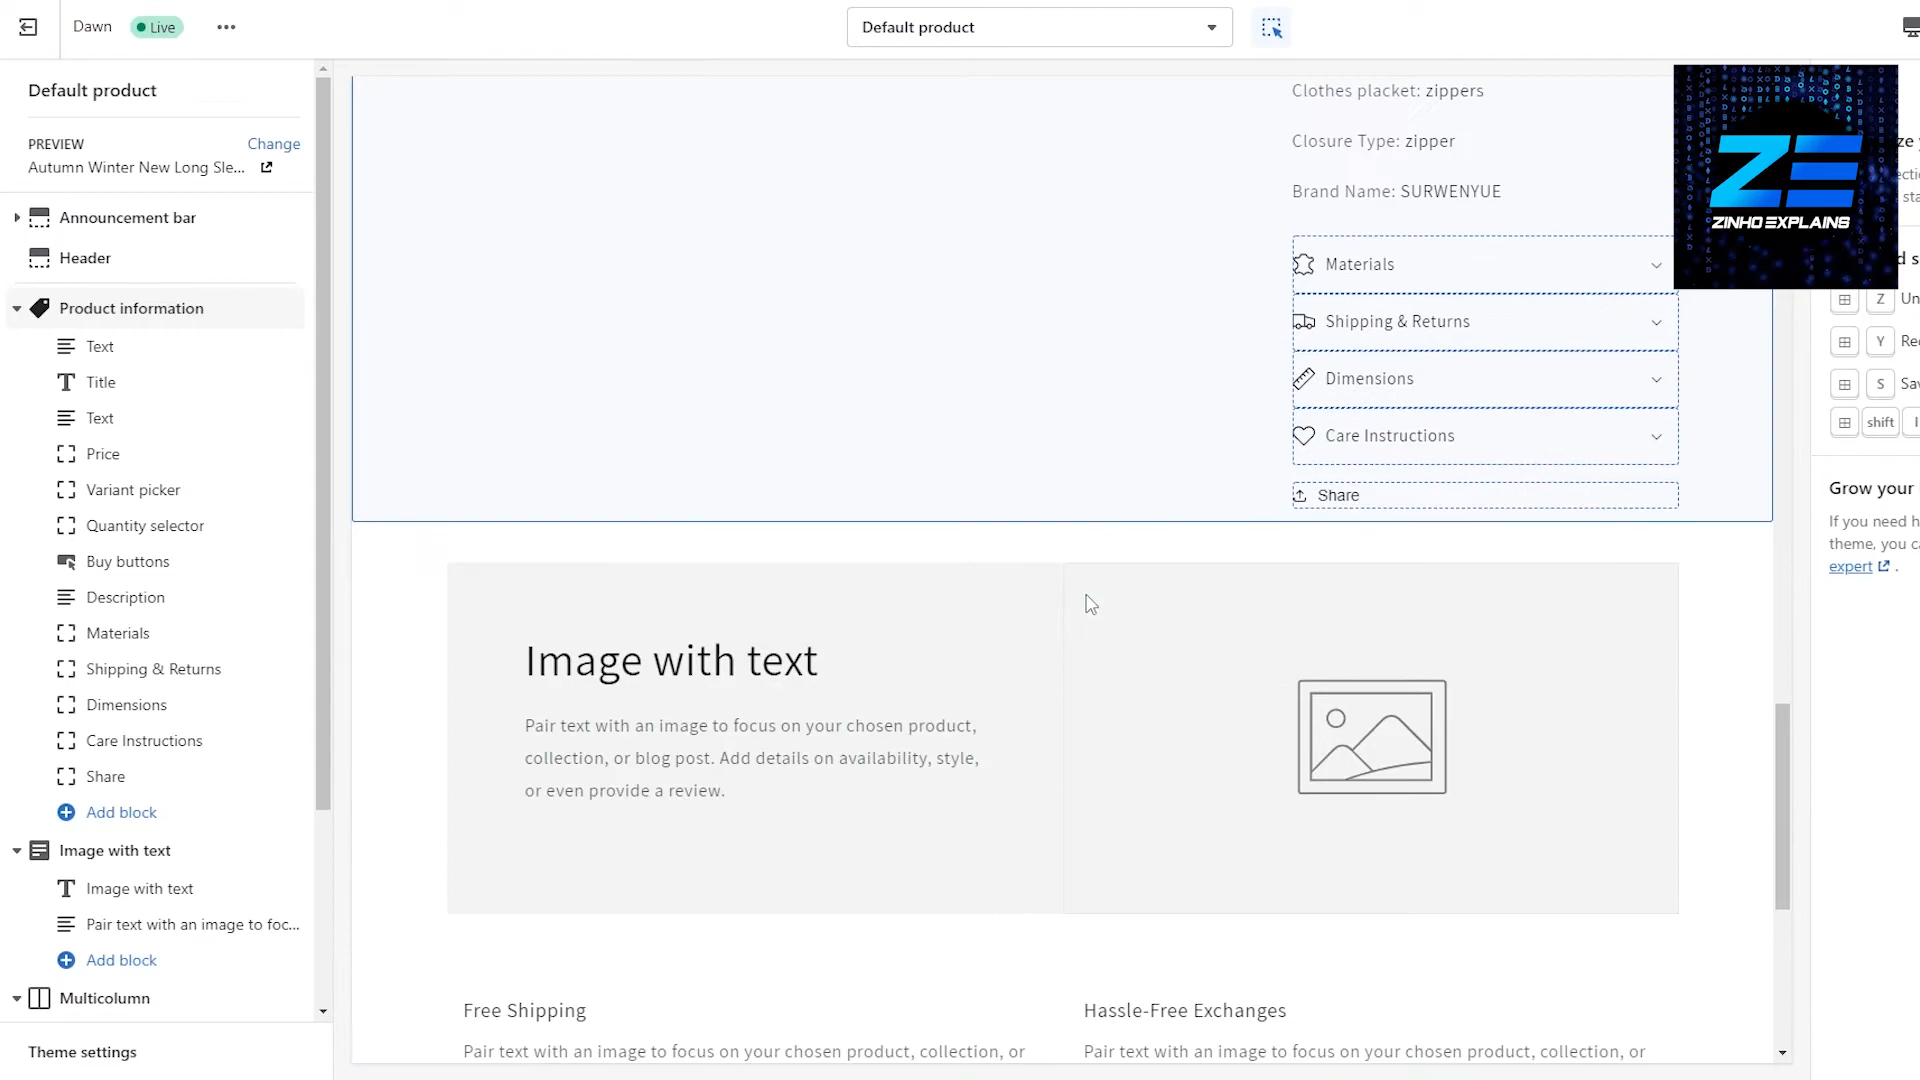 Dawn
Live
Default product
Default product
PREVIEW
Change
Autumn Winter New Long Sle...
Announcement bar
Header
Product information
Text
Title
Text
Price
Variant picker
Quantity selector
Buy buttons
Description
Materials
Shipping & Returns
Dimensions
Care Instructions
Share
Add block
Image with text
Image with text
Pair text with an image to foc...
Add block
Multicolumn
Theme settings
Clothes placket: zippers
Closure Type: zipper
Brand Name: SURWENYUE
Materials
Shipping & Returns
Dimensions
Care Instructions
Share
Image with text
Pair text with an image to focus on your chosen product,
collection, or blog post. Add details on availability, style,
or even provide a review.
Free Shipping
Hassle-Free Exchanges
Pair text with an image to focus on your chosen product, collection, or
Pair text with an image to focus on your chosen product, collection, or
ZE
ZINHO EXPLAINS
Z Un
Y Re
S Sa
shift
Grow your
If you need h
theme, you ca
expert .